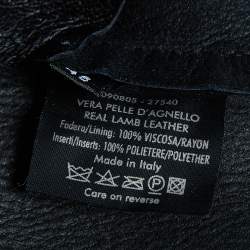 46
090805 - 27540
VERA PELLE D'AGNELLO
REAL LAMB LEATHER
Fodera/Lining: 100% VISCOSA/RAYON
Inserti/Inserts: 100% POLIETERE/POLYETHER
Made in Italy
Care on reverse